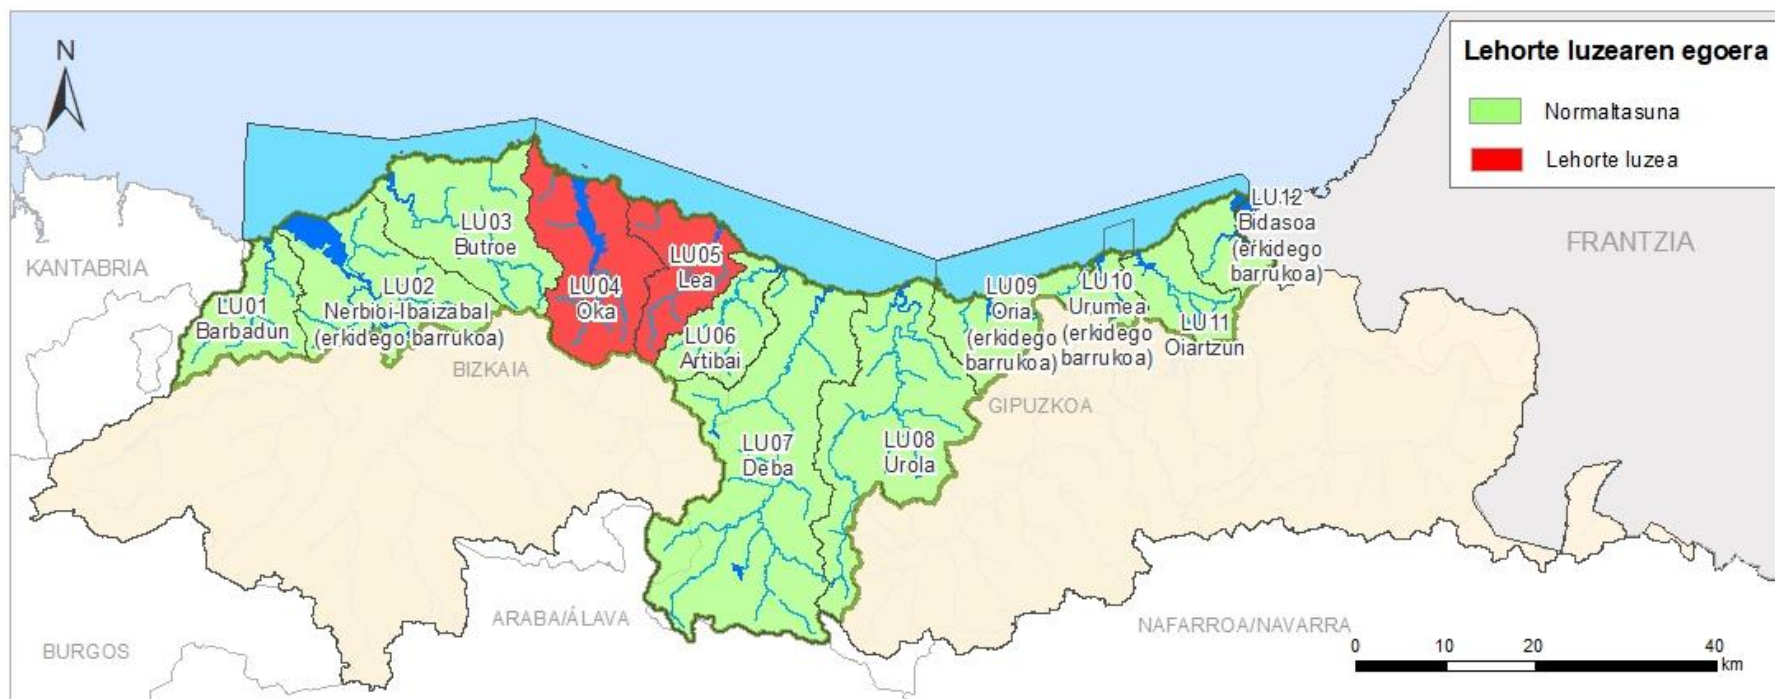 N
Lehorte luzearen egoera
Normaltasuna
Lehorte luzea
KANTABRIA
LU01
Barbadun
LU02
Nerbioi-Ibaizabal
(erkidego barrukoa)
LU03
Butroe
LU04
Oka
LU05
Lea
LU06
Artibai
LU07
Deba
LU08
Urola
LU09
Oria
(erkidego
barrukoa)
LU10
Urumea
(erkidego
barrukoa)
LU11
Oiartzun
LU12
Bidasoa
(erkidego
barrukoa)
FRANTZIA
BIZKAIA
GIPUZKOA
ARABA/ÁLAVA
NAFARROA/NAVARRA
BURGOS
0 10 20 40
km